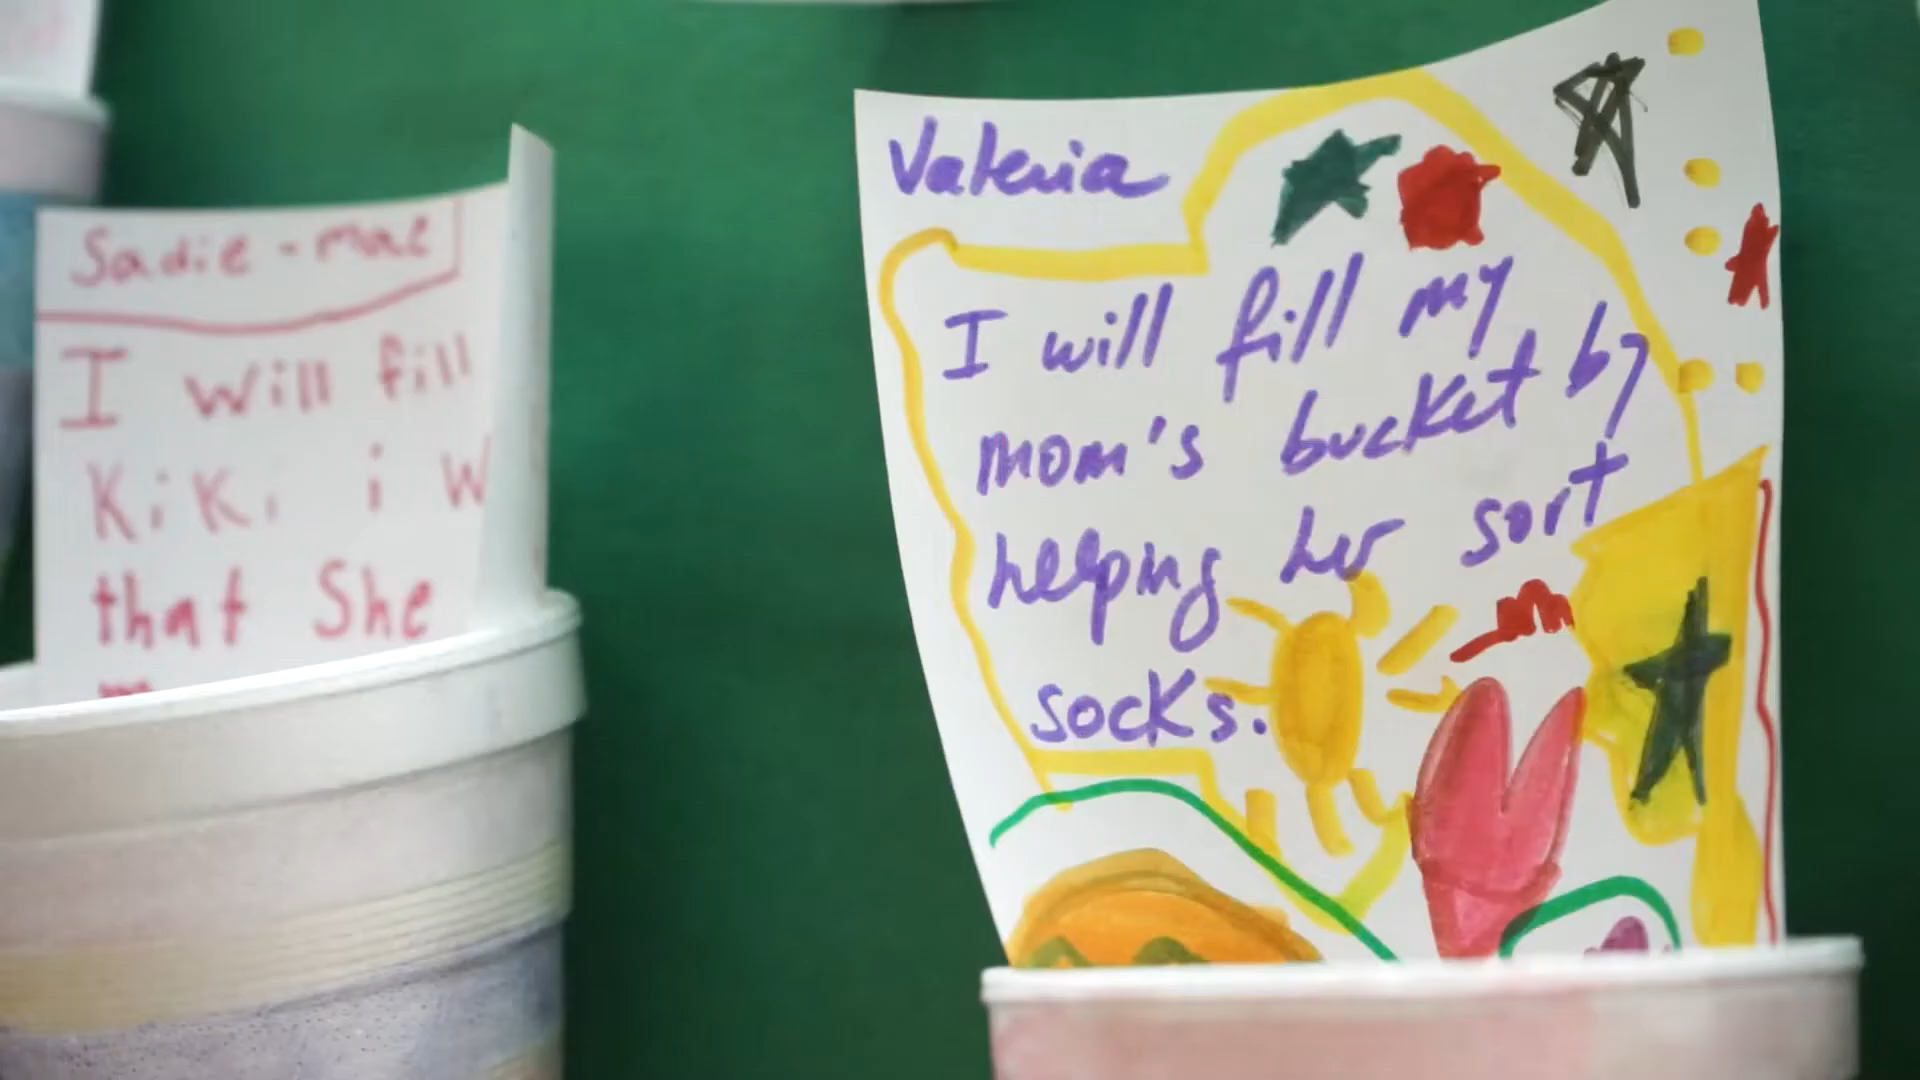 Sadie-Mae
I will fill
KiKi i W
that She
Valeria
I will fill my
mom's bucket by
helping her sort
socks.